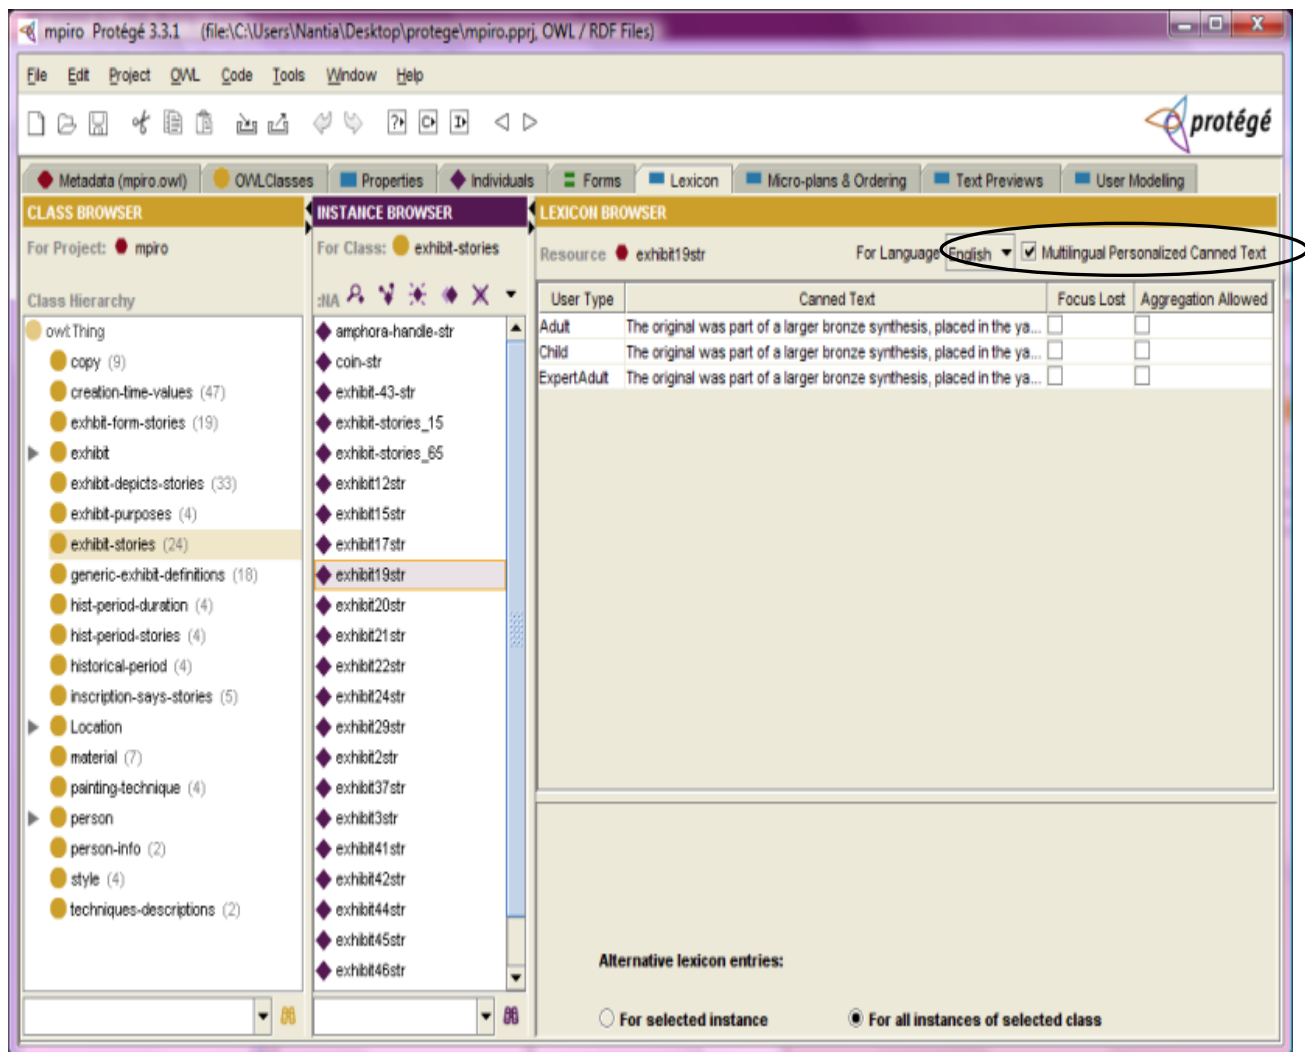 mpiro Protégé 3.3.1 (file:\C:\Users\Nantia\Desktop\protege\mpiro.pprj, OWL / RDF Files)
File Edit Project OWL Code Tools Window Help
protégé
Metadata (mpiro.owl) OWLClasses Properties Individuals Forms Lexicon Micro-plans & Ordering Text Previews User Modelling
CLASS BROWSER
For Project: mpiro
Class Hierarchy
owl:Thing
copy (9)
creation-time-values (47)
exhbit-form-stories (19)
exhibit
exhibit-depicts-stories (33)
exhibit-purposes (4)
exhibit-stories (24)
generic-exhibit-definitions (18)
hist-period-duration (4)
hist-period-stories (4)
historical-period (4)
inscription-says-stories (5)
Location
material (7)
painting-technique (4)
person
person-info (2)
style (4)
techniques-descriptions (2)
INSTANCE BROWSER
For Class: exhibit-stories
:NA
amphora-handle-str
coin-str
exhibit-43-str
exhibit-stories_15
exhibit-stories_65
exhibit12str
exhibit15str
exhibit17str
exhibit19str
exhibit20str
exhibit21str
exhibit22str
exhibit24str
exhibit29str
exhibit2str
exhibit37str
exhibit3str
exhibit41str
exhibit42str
exhibit44str
exhibit45str
exhibit46str
LEXICON BROWSER
Resource exhibit19str For Language English Multilingual Personalized Canned Text
User Type Canned Text Focus Lost Aggregation Allowed
Adult The original was part of a larger bronze synthesis, placed in the ya...
Child The original was part of a larger bronze synthesis, placed in the ya...
ExpertAdult The original was part of a larger bronze synthesis, placed in the ya...
Alternative lexicon entries:
For selected instance For all instances of selected class